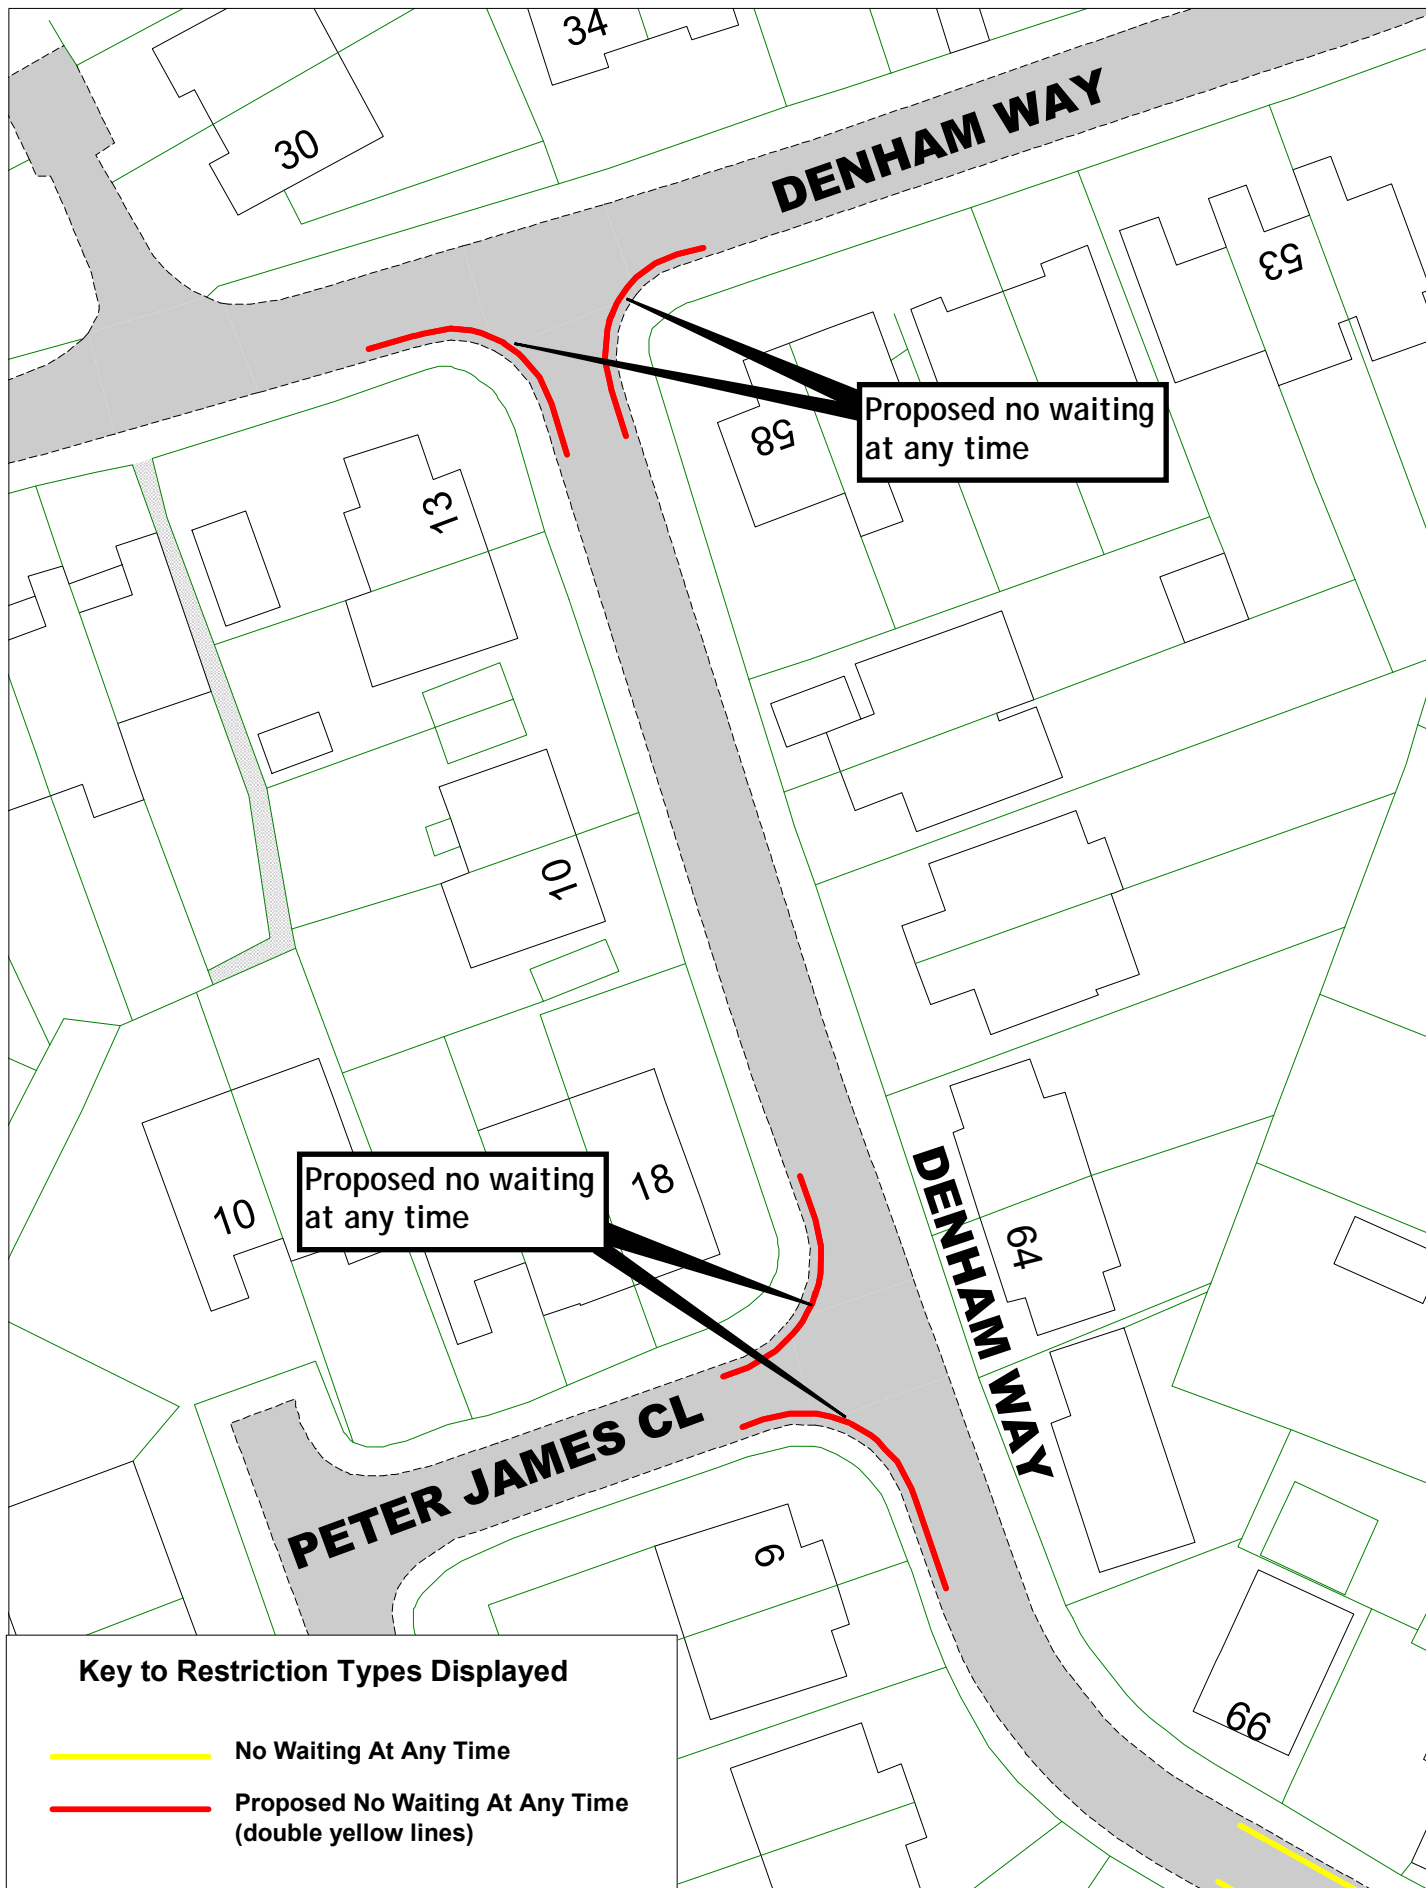 34
30
DENHAM WAY
53
Proposed no waiting
at any time
58
13
10
Proposed no waiting
at any time
18
10
DENHAM WAY
64
PETER JAMES CL
6
66
Key to Restriction Types Displayed
No Waiting At Any Time
Proposed No Waiting At Any Time
(double yellow lines)